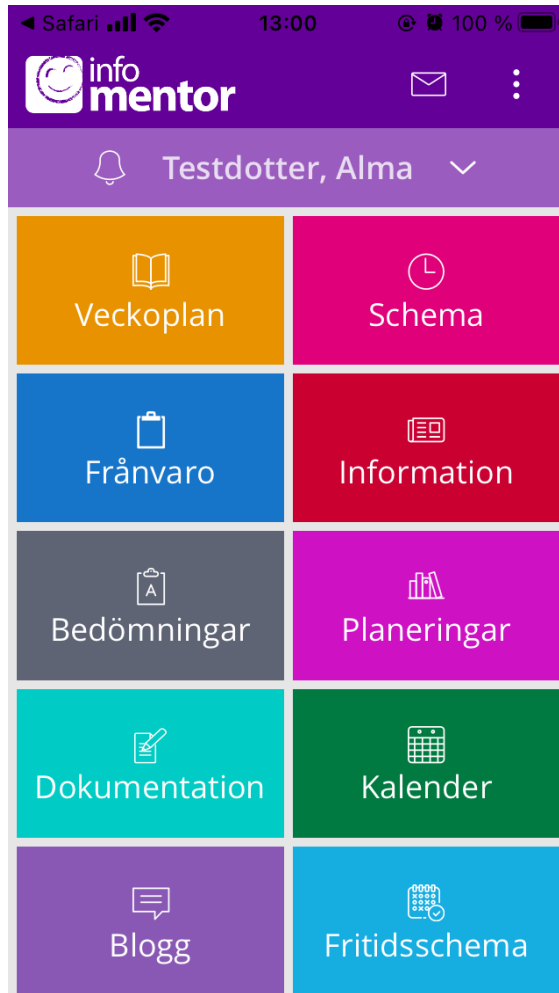 ◀ Safari 13:00 100 %
info
mentor
Testdotter, Alma
Veckoplan
Schema
Frånvaro
Information
A
Bedömningar
Planeringar
Dokumentation
Kalender
Blogg
Fritidsschema